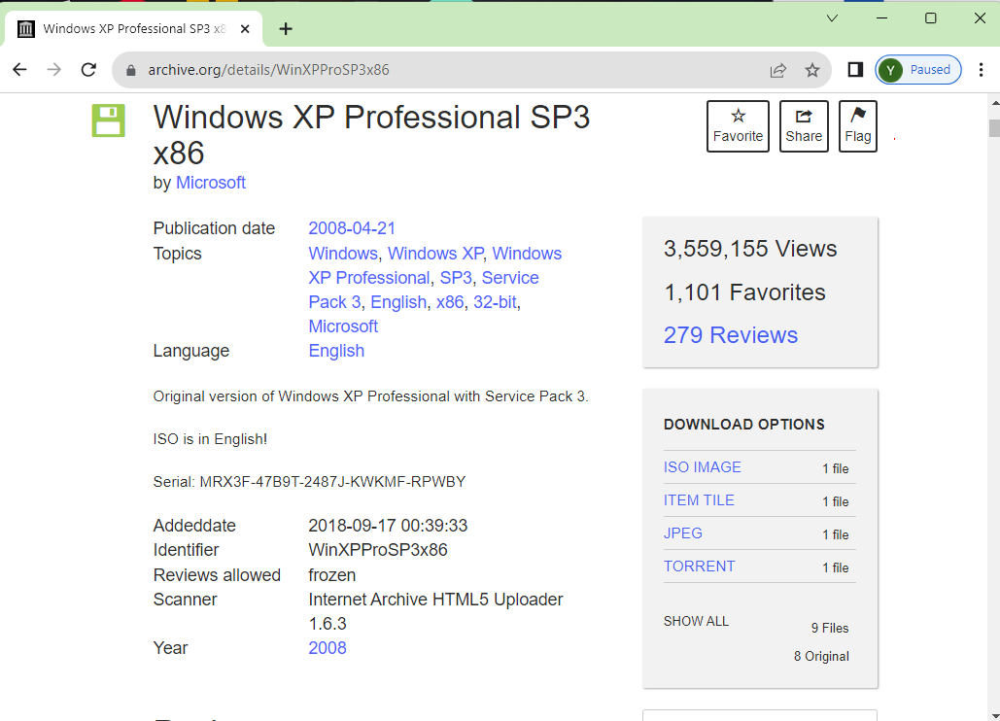 Windows XP Professional SP3 x8
archive.org/details/WinXPProSP3x86
Y Paused
Windows XP Professional SP3
x86
by Microsoft
Favorite Share Flag
Publication date 2008-04-21
Topics Windows, Windows XP, Windows
XP Professional, SP3, Service
Pack 3, English, x86, 32-bit,
Microsoft
Language English
Original version of Windows XP Professional with Service Pack 3.
ISO is in English!
Serial: MRX3F-47B9T-2487J-KWKMF-RPWBY
Addeddate 2018-09-17 00:39:33
Identifier WinXPProSP3x86
Reviews allowed frozen
Scanner Internet Archive HTML5 Uploader
1.6.3
Year 2008
3,559,155 Views
1,101 Favorites
279 Reviews
DOWNLOAD OPTIONS
ISO IMAGE 1 file
ITEM TILE 1 file
JPEG 1 file
TORRENT 1 file
SHOW ALL 9 Files
8 Original